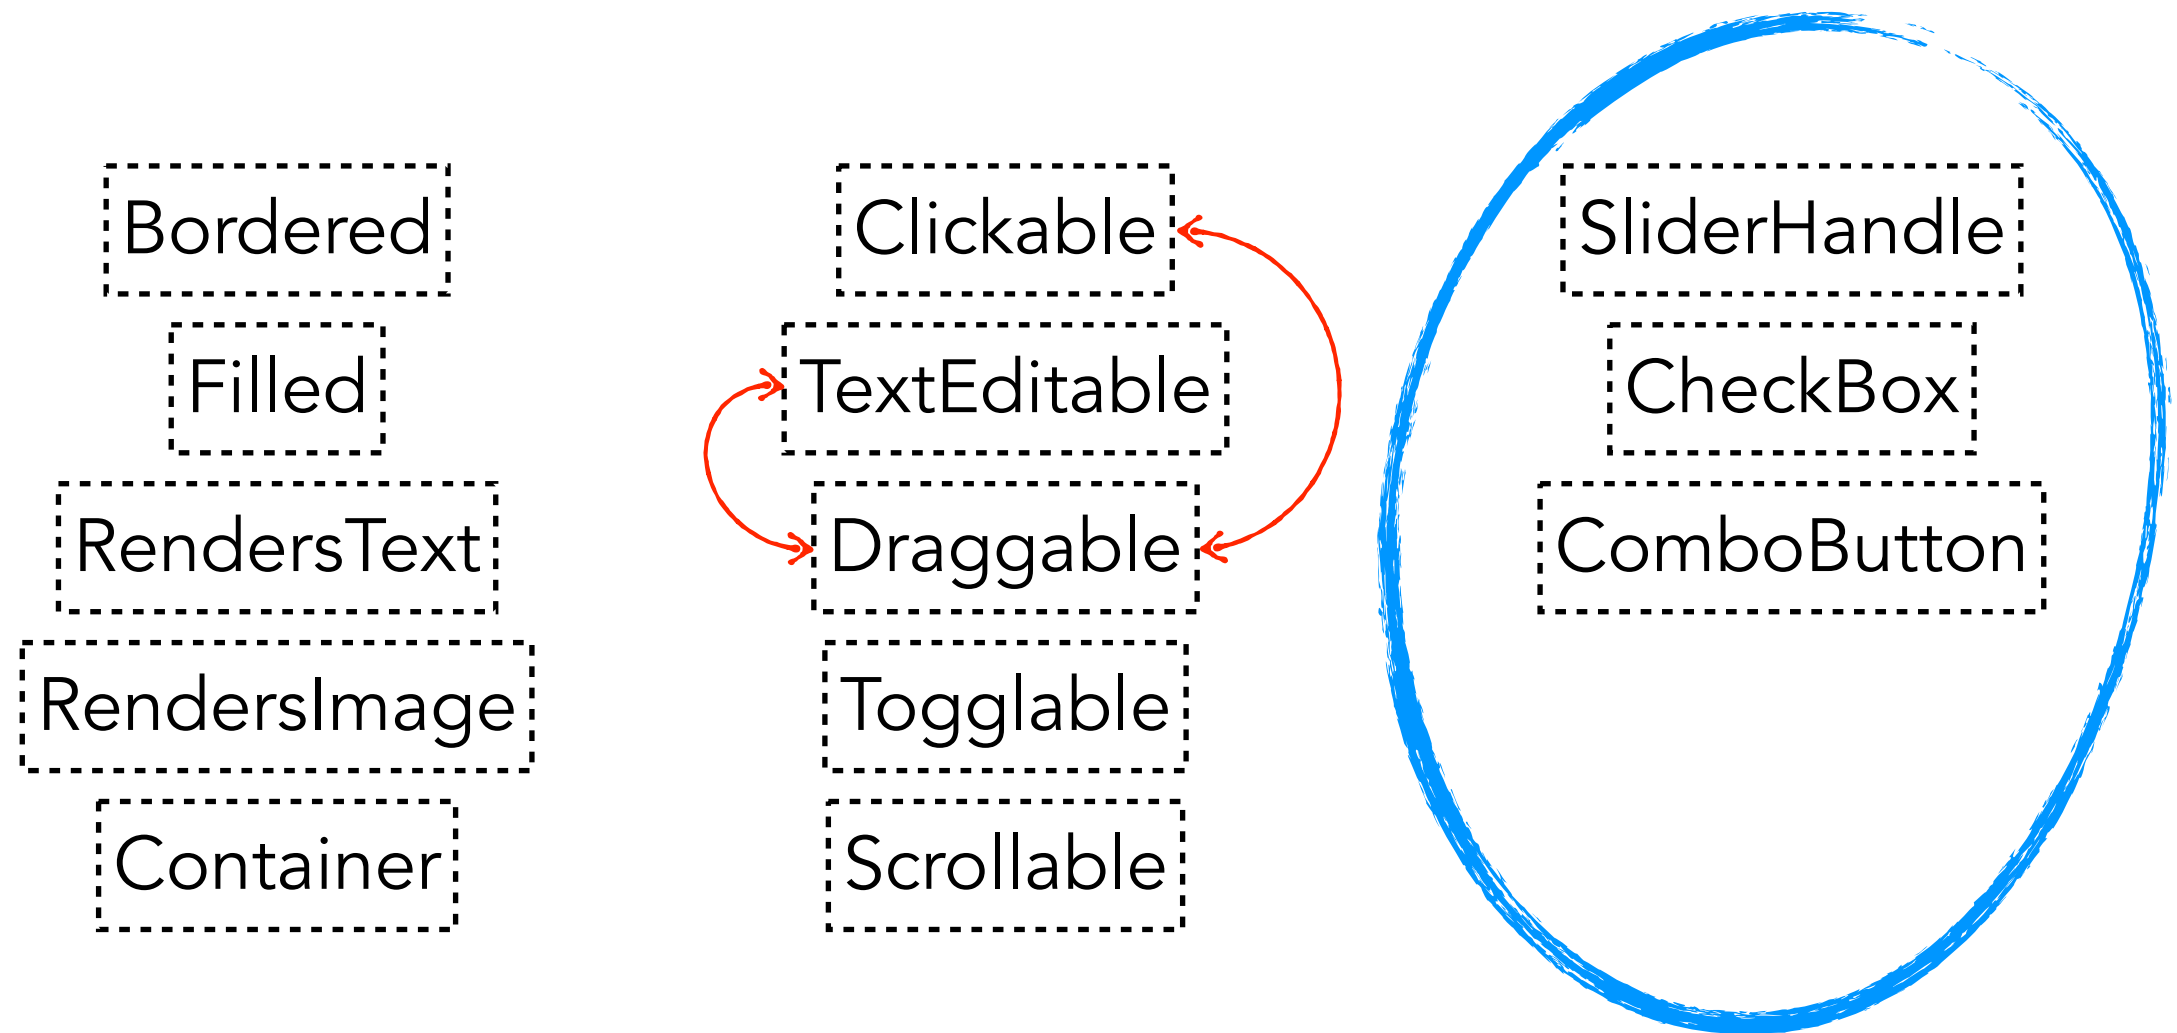 Bordered
Filled
RendersText
RendersImage
Container
Clickable
TextEditable
Draggable
Togglable
Scrollable
SliderHandle
CheckBox
ComboButton